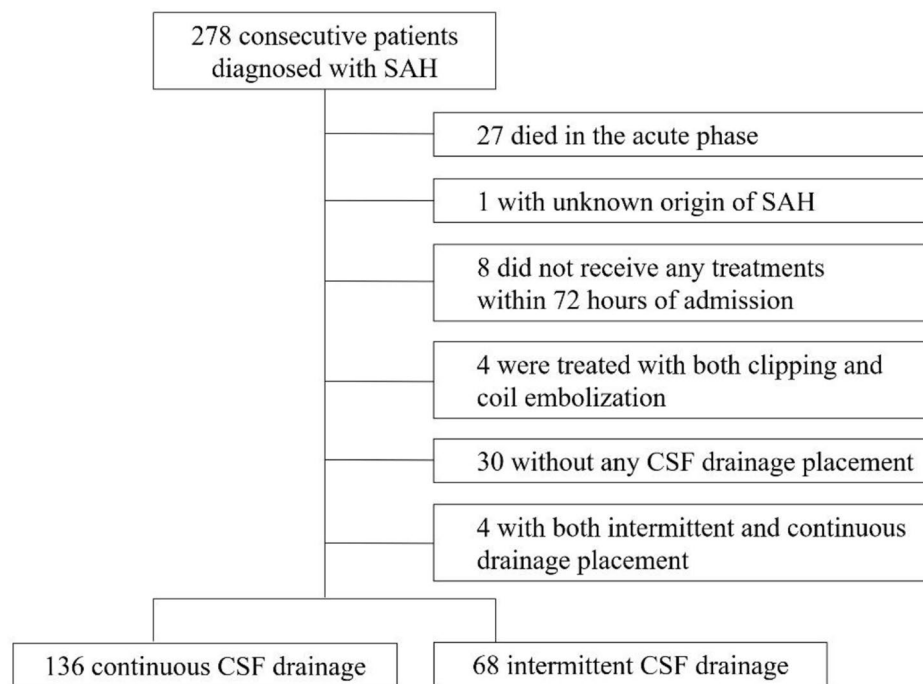 278 consecutive patients
diagnosed with SAH
27 died in the acute phase
1 with unknown origin of SAH
8 did not receive any treatments
within 72 hours of admission
4 were treated with both clipping and
coil embolization
30 without any CSF drainage placement
4 with both intermittent and continuous
drainage placement
136 continuous CSF drainage
68 intermittent CSF drainage